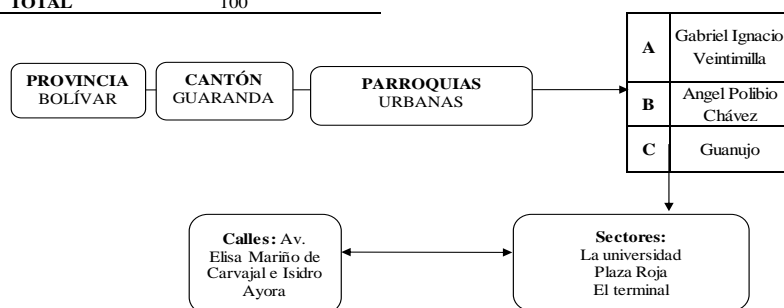 TOTAL 100
PROVINCIA
BOLÍVAR
CANTÓN
GUARANDA
PARROQUIAS
URBANAS
A Gabriel Ignacio
Veintimilla
B Angel Polibio
Chávez
C Guanujo
Calles: Av.
Elisa Mariño de
Carvajal e Isidro
Ayora
Sectores:
La universidad
Plaza Roja
El terminal